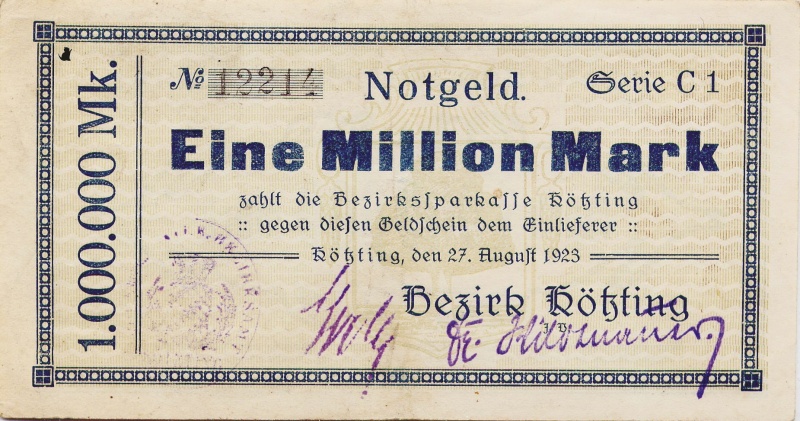 1.000.000 Mk.
№ 12214 Notgeld. Serie C 1
Eine Million Mark
zahlt die Bezirkssparkasse Kötzting
:: gegen diesen Geldschein dem Einlieferer ::
Kötzting, den 27. August 1923
Bezirk Kötzting